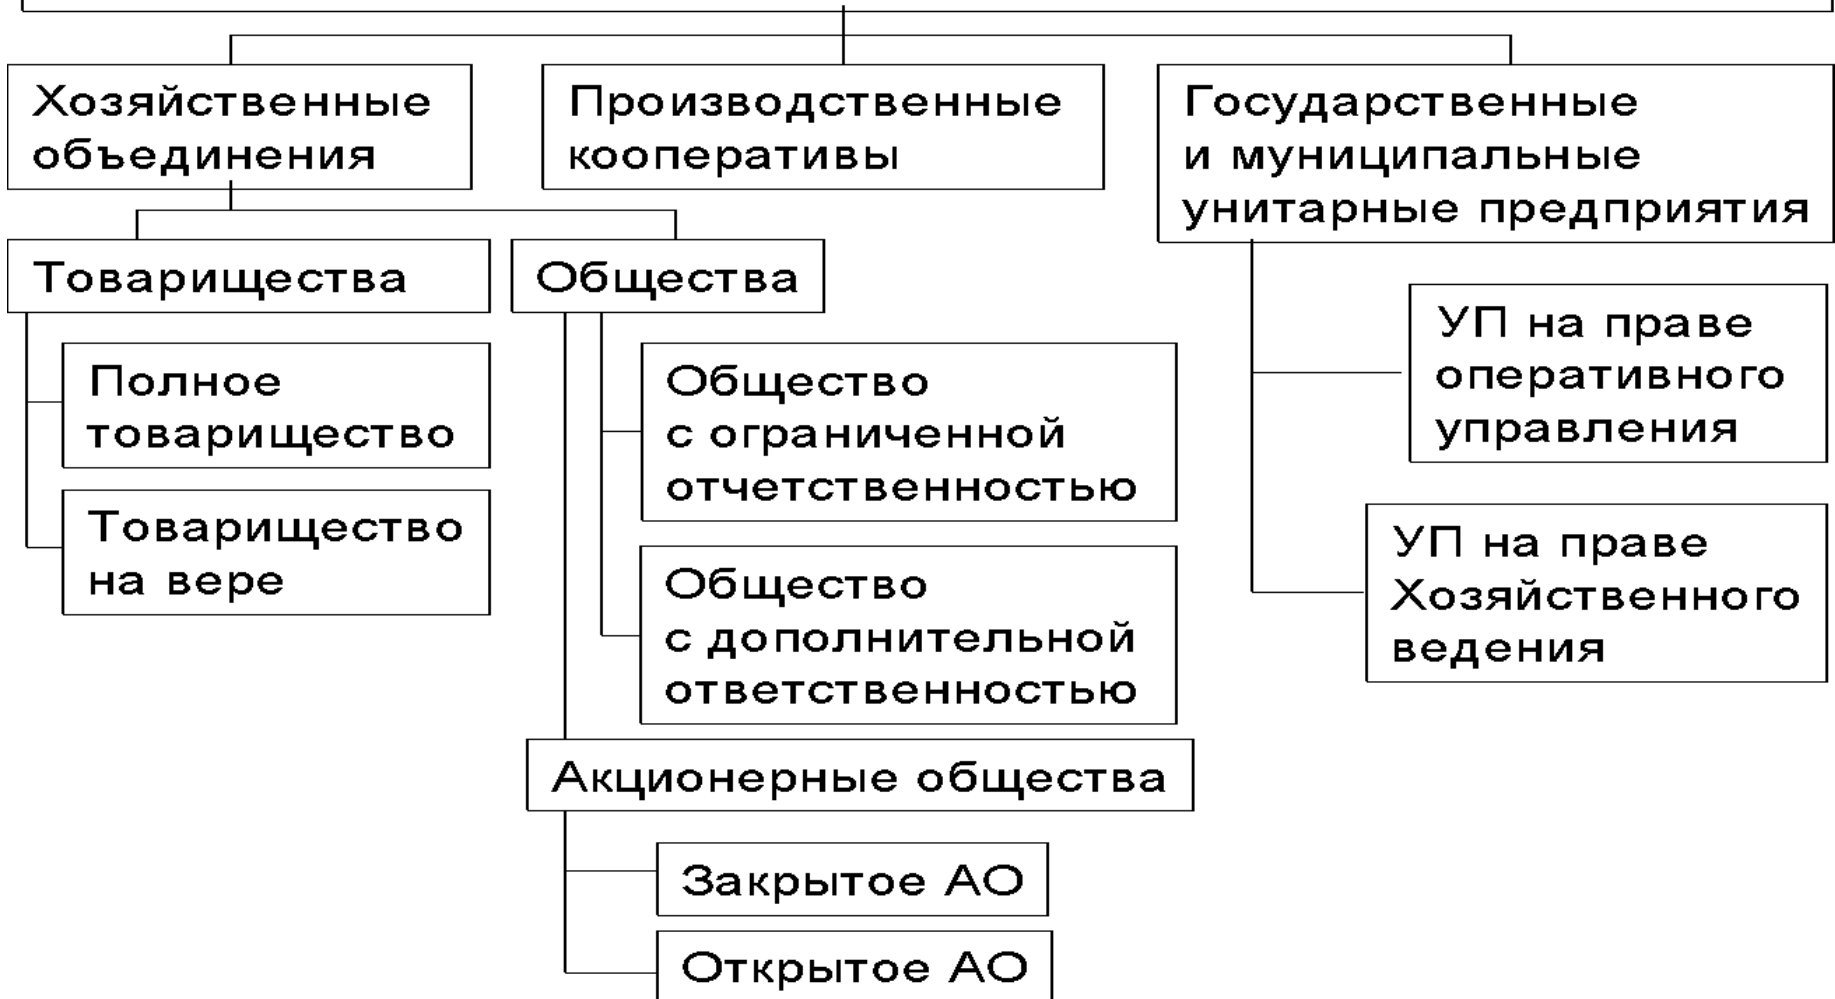 Хозяйственные
объединения
Производственные
кооперативы
Государственные
и муниципальные
унитарные предприятия
Товарищества
Общества
Полное
товарищество
Товарищество
на вере
Общество
с ограниченной
отчетственностью
Общество
с дополнительной
ответственностью
Акционерные общества
Закрытое АО
Открытое АО
УП на праве
оперативного
управления
УП на праве
Хозяйственного
ведения